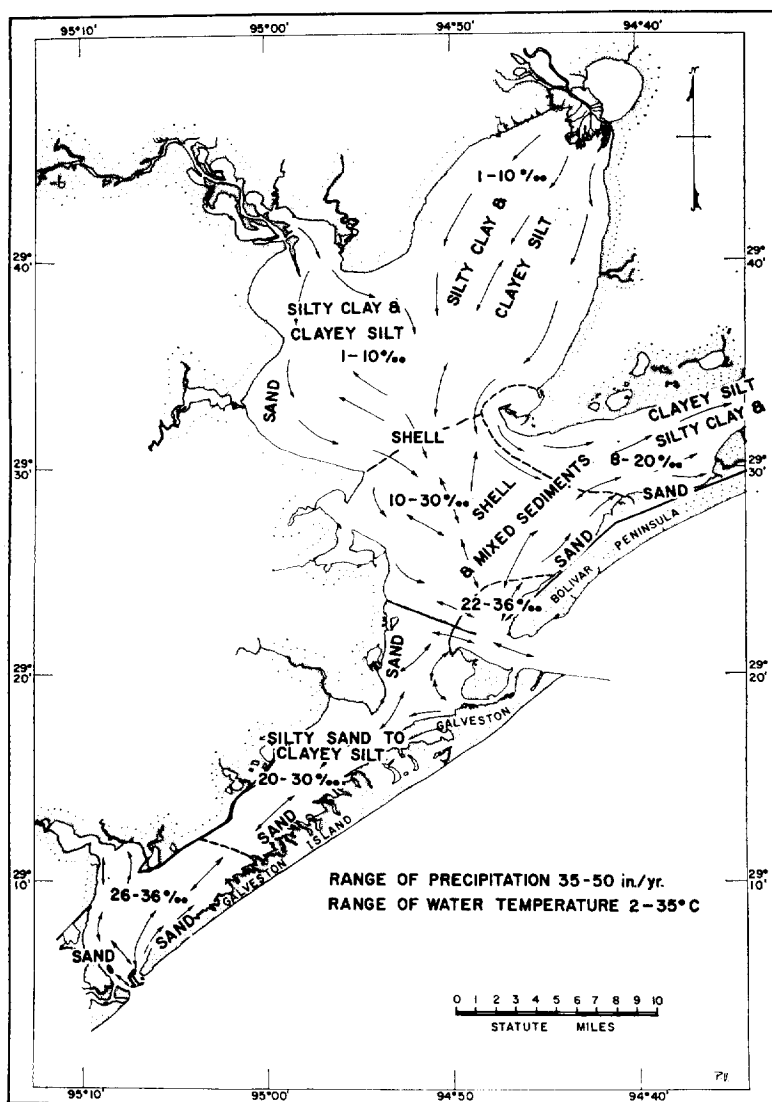 95°10' 95°00' 94°50' 94°40'
1-10‰
SILTY CLAY &
CLAYEY SILT
29°
40'
29°
40'
SILTY CLAY &
CLAYEY SILT
1-10‰
SAND
SHELL
CLAYEY SILT
SILTY CLAY &
8-20‰
29°
30'
29°
30'
10-30‰
SHELL
& MIXED SEDIMENTS
SAND
SAND
BOLIVAR PENINSULA
22-36‰
SAND
29°
20'
29°
20'
GALVESTON
SILTY SAND TO
CLAYEY SILT
20-30‰
SAND
GALVESTON ISLAND
29°
10'
29°
10'
26-36‰
SAND
SAND
RANGE OF PRECIPITATION 35-50 in./yr.
RANGE OF WATER TEMPERATURE 2-35°C
0 1 2 3 4 5 6 7 8 9 10
STATUTE MILES
95°10' 95°00' 94°50' 94°40'